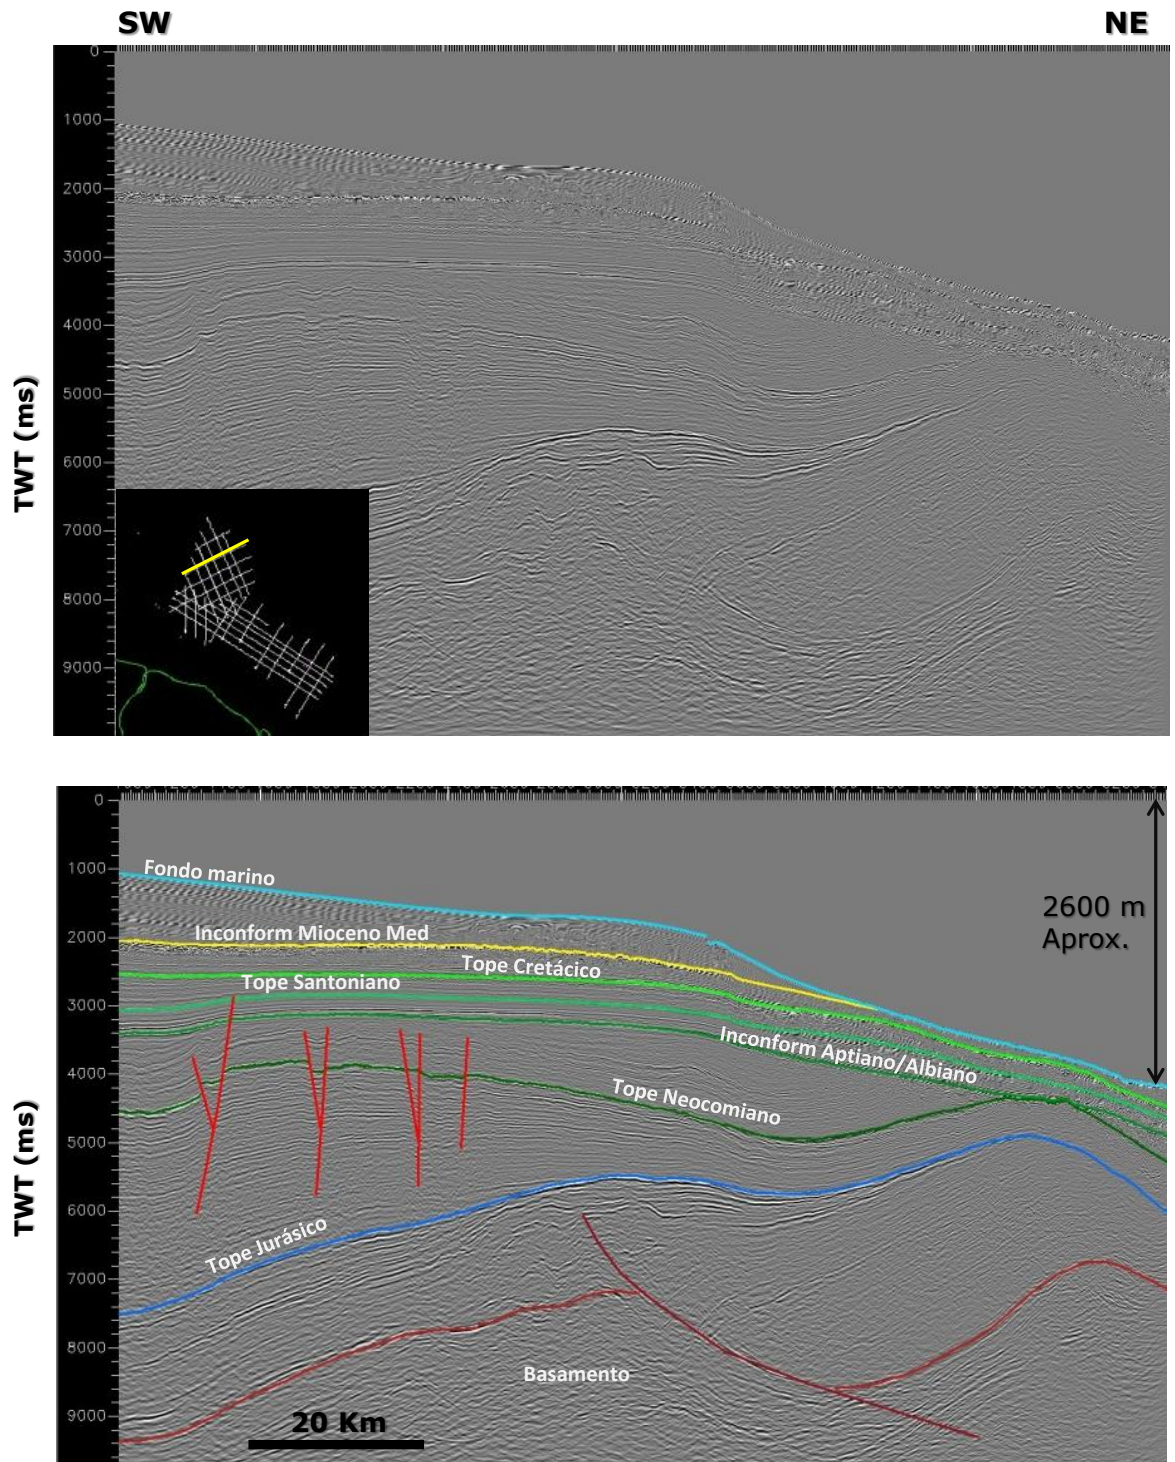 SW
NE
0
1000
2000
3000
4000
5000
6000
7000
8000
9000
TWT (ms)
0
1000
2000
3000
4000
5000
6000
7000
8000
9000
TWT (ms)
Fondo marino
2600 m
Aprox.
Inconform Mioceno Med
Tope Cretácico
Tope Santoniano
Inconform Aptiano/Albiano
Tope Neocomiano
Tope Jurásico
Basamento
20 Km